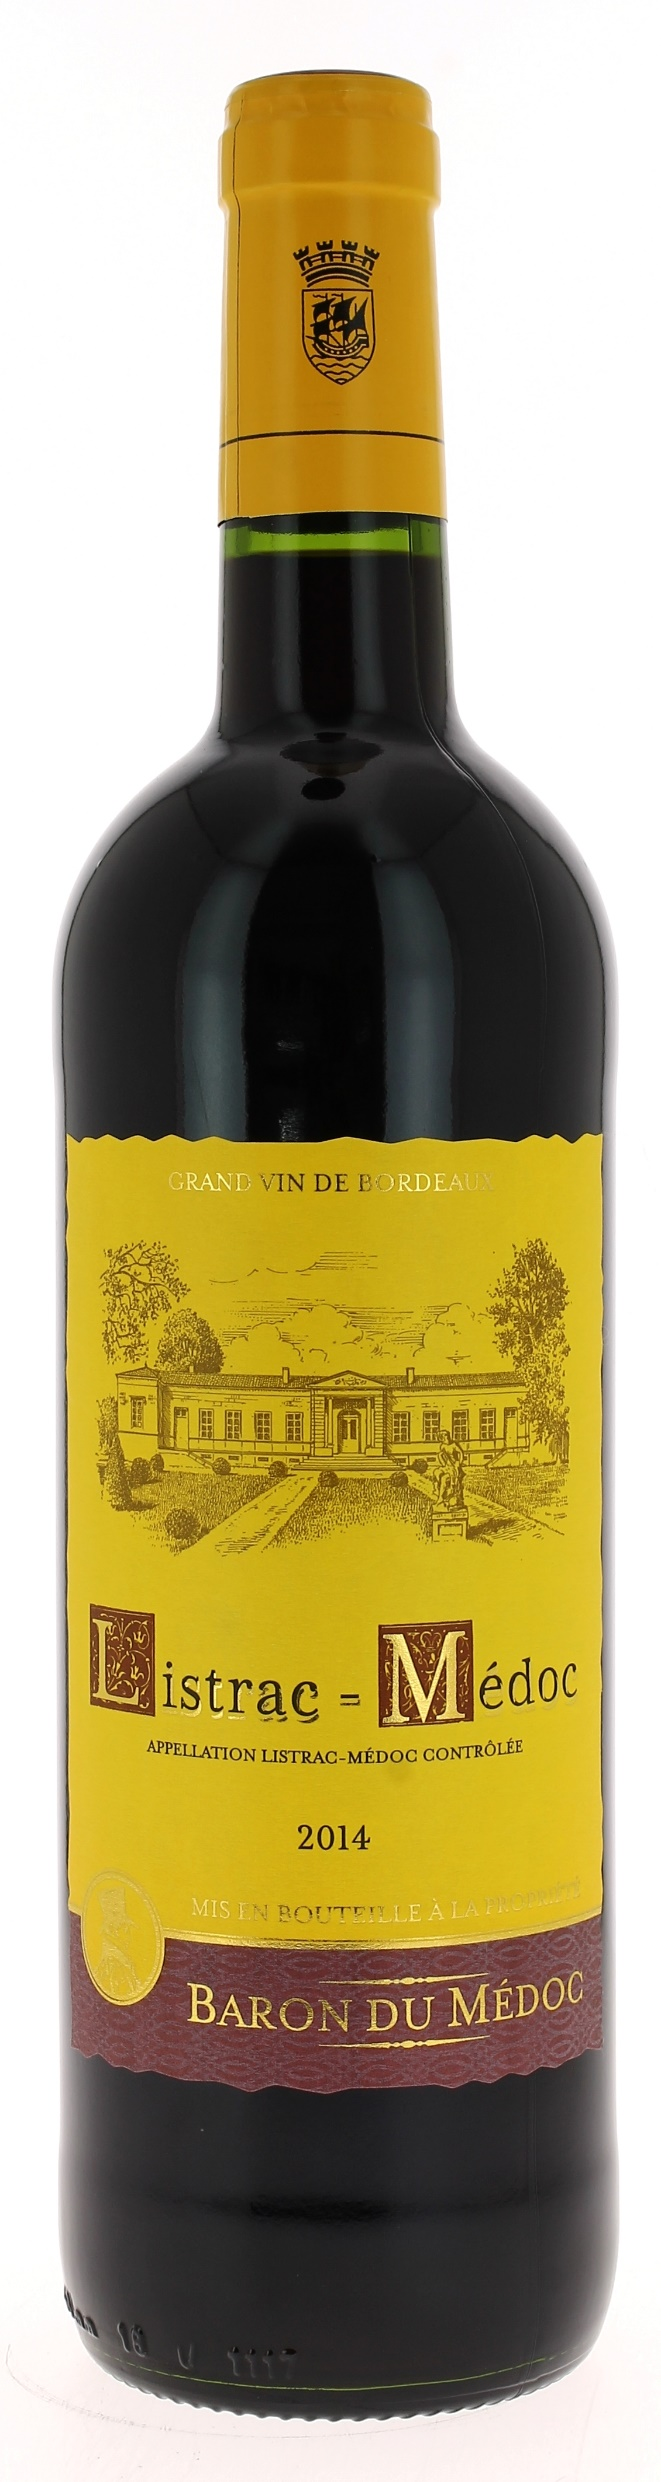 GRAND VIN DE BORDEAUX
Listrac - Médoc
APPELLATION LISTRAC-MÉDOC CONTRÔLÉE
2014
MIS EN BOUTEILLE À LA PROPRIÉTÉ
BARON DU MÉDOC